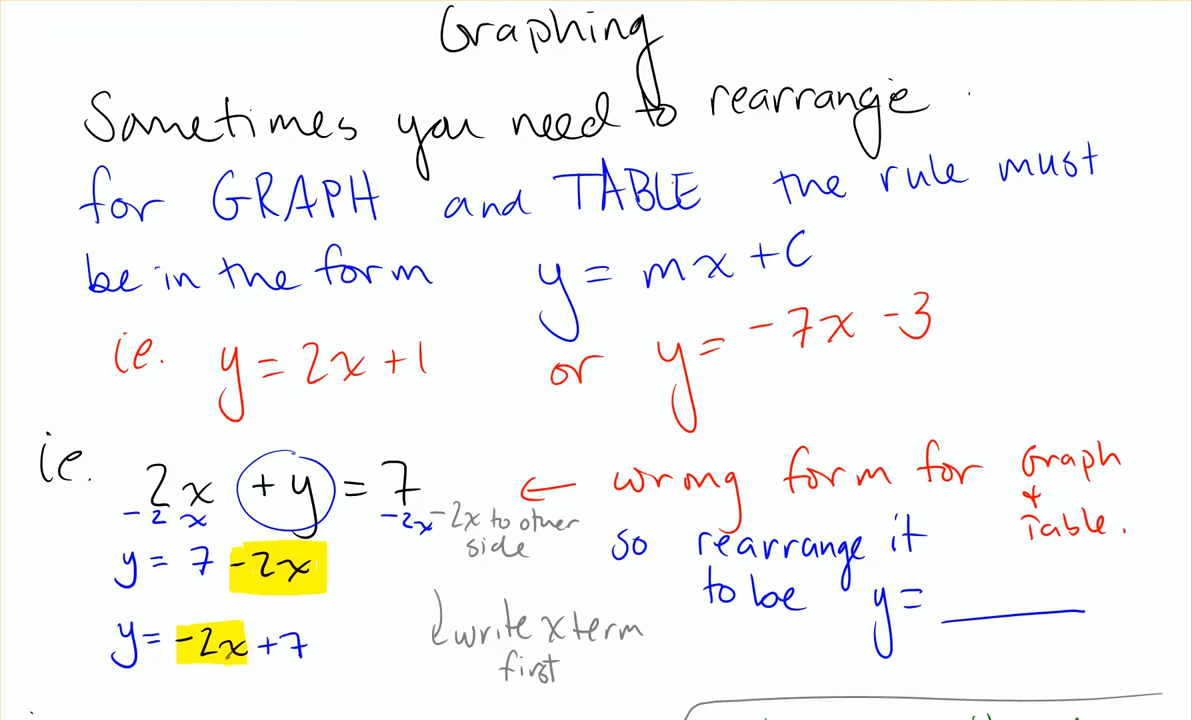 Graphing
Sometimes you need to rearrange
for GRAPH and TABLE the rule must
be in the form y = mx + C
ie. y = 2x + 1 or y = -7x - 3
ie. 2x + y = 7 ← wrong form for Graph & Table.
-2x -2x -2x to other side
y = 7 - 2x so rearrange it
to be y = ____
y = -2x + 7 write x term first